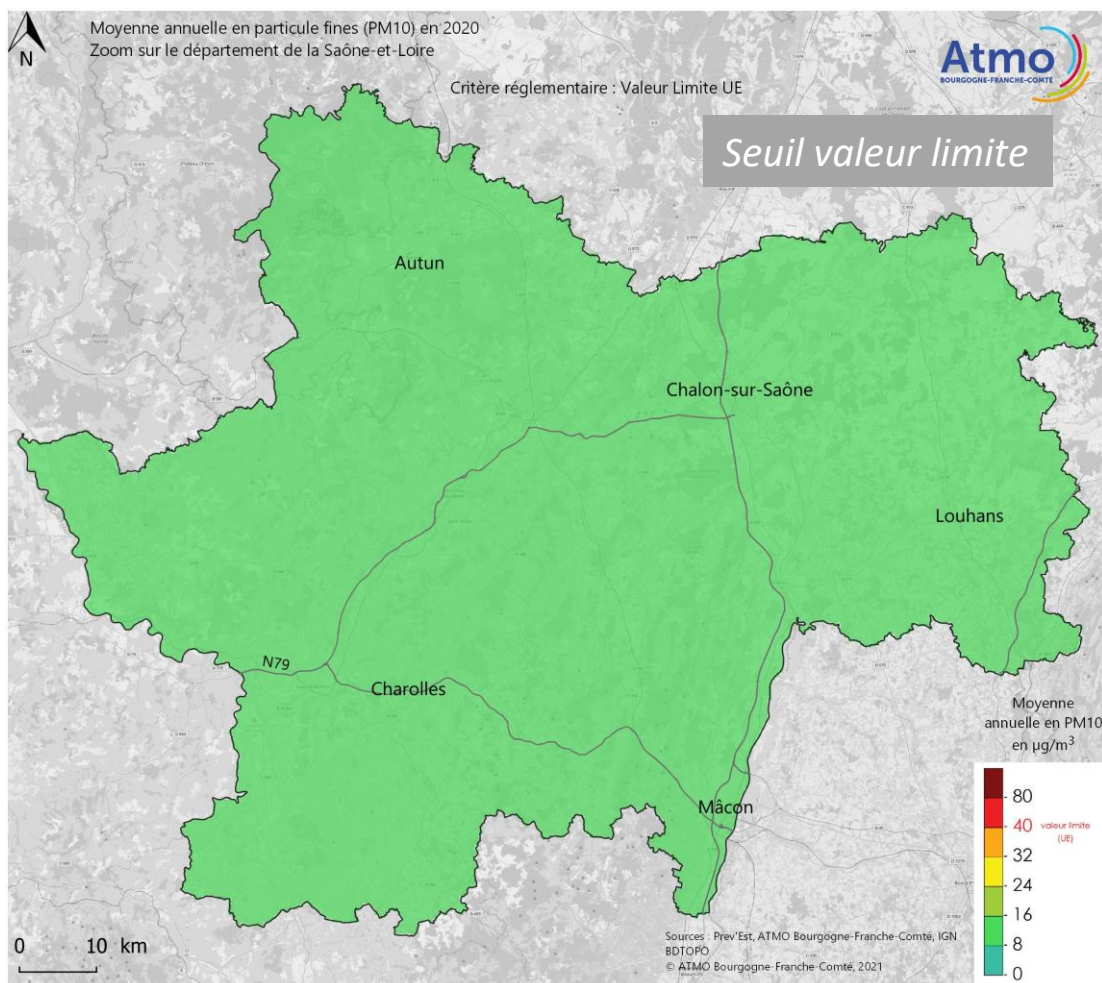 Moyenne annuelle en particule fines (PM10) en 2020
Zoom sur le département de la Saône-et-Loire
N
Atmo
BOURGOGNE-FRANCHE-COMTÉ
Critère réglementaire : Valeur Limite UE
Seuil valeur limite
Autun
Chalon-sur-Saône
Louhans
N79
Charolles
Mâcon
Moyenne
annuelle en PM10
en µg/m³
80
40 valeur limite
(UE)
32
24
16
8
0
0 10 km
Sources : Prev'Est, ATMO Bourgogne-Franche-Comté, IGN
BDTOPO
© ATMO Bourgogne-Franche-Comté, 2021